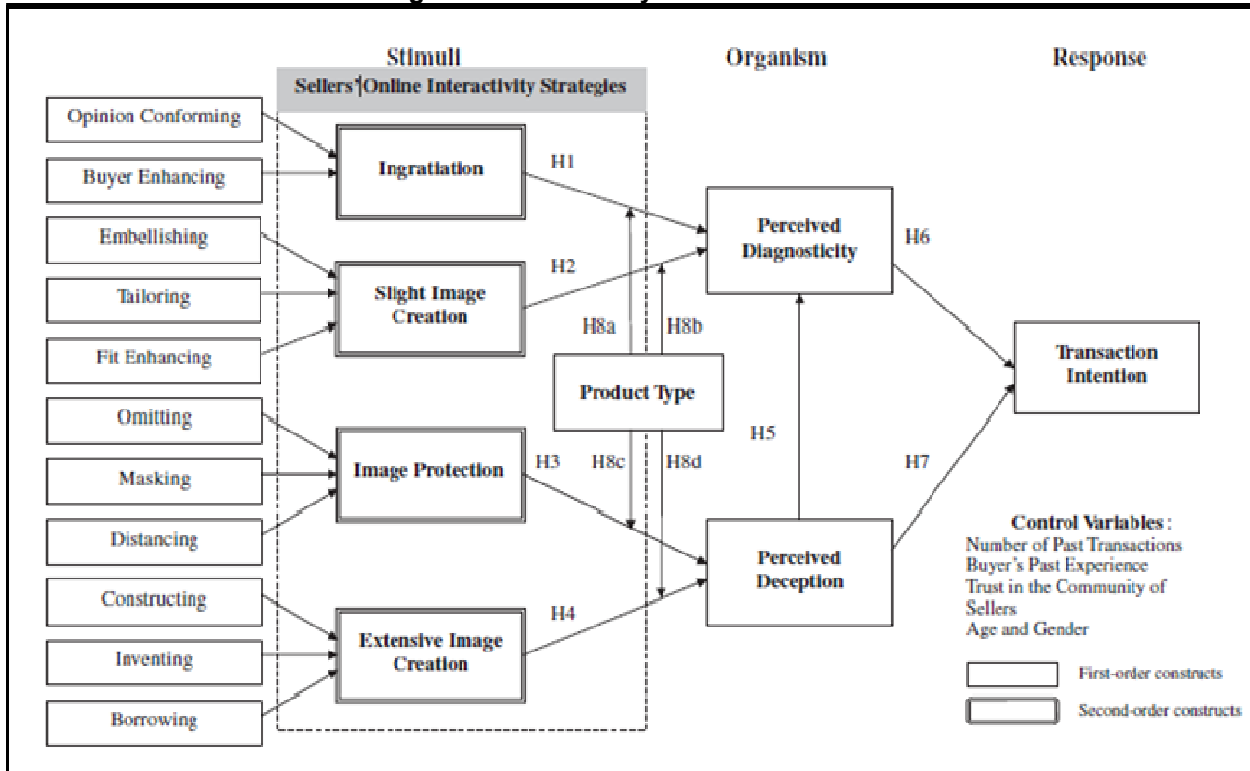 Stimuli
Organism
Response
Sellers' Online Interactivity Strategies
Opinion Conforming
Buyer Enhancing
Embellishing
Tailoring
Fit Enhancing
Omitting
Masking
Distancing
Constructing
Inventing
Borrowing
Ingratiation
Slight Image
Creation
Image Protection
Extensive Image
Creation
H1
H2
H3
H4
H8a
H8b
Product Type
H8c
H8d
Perceived
Diagnosticity
H5
Perceived
Deception
H6
H7
Transaction
Intention
Control Variables :
Number of Past Transactions
Buyer's Past Experience
Trust in the Community of
Sellers
Age and Gender
First-order constructs
Second-order constructs